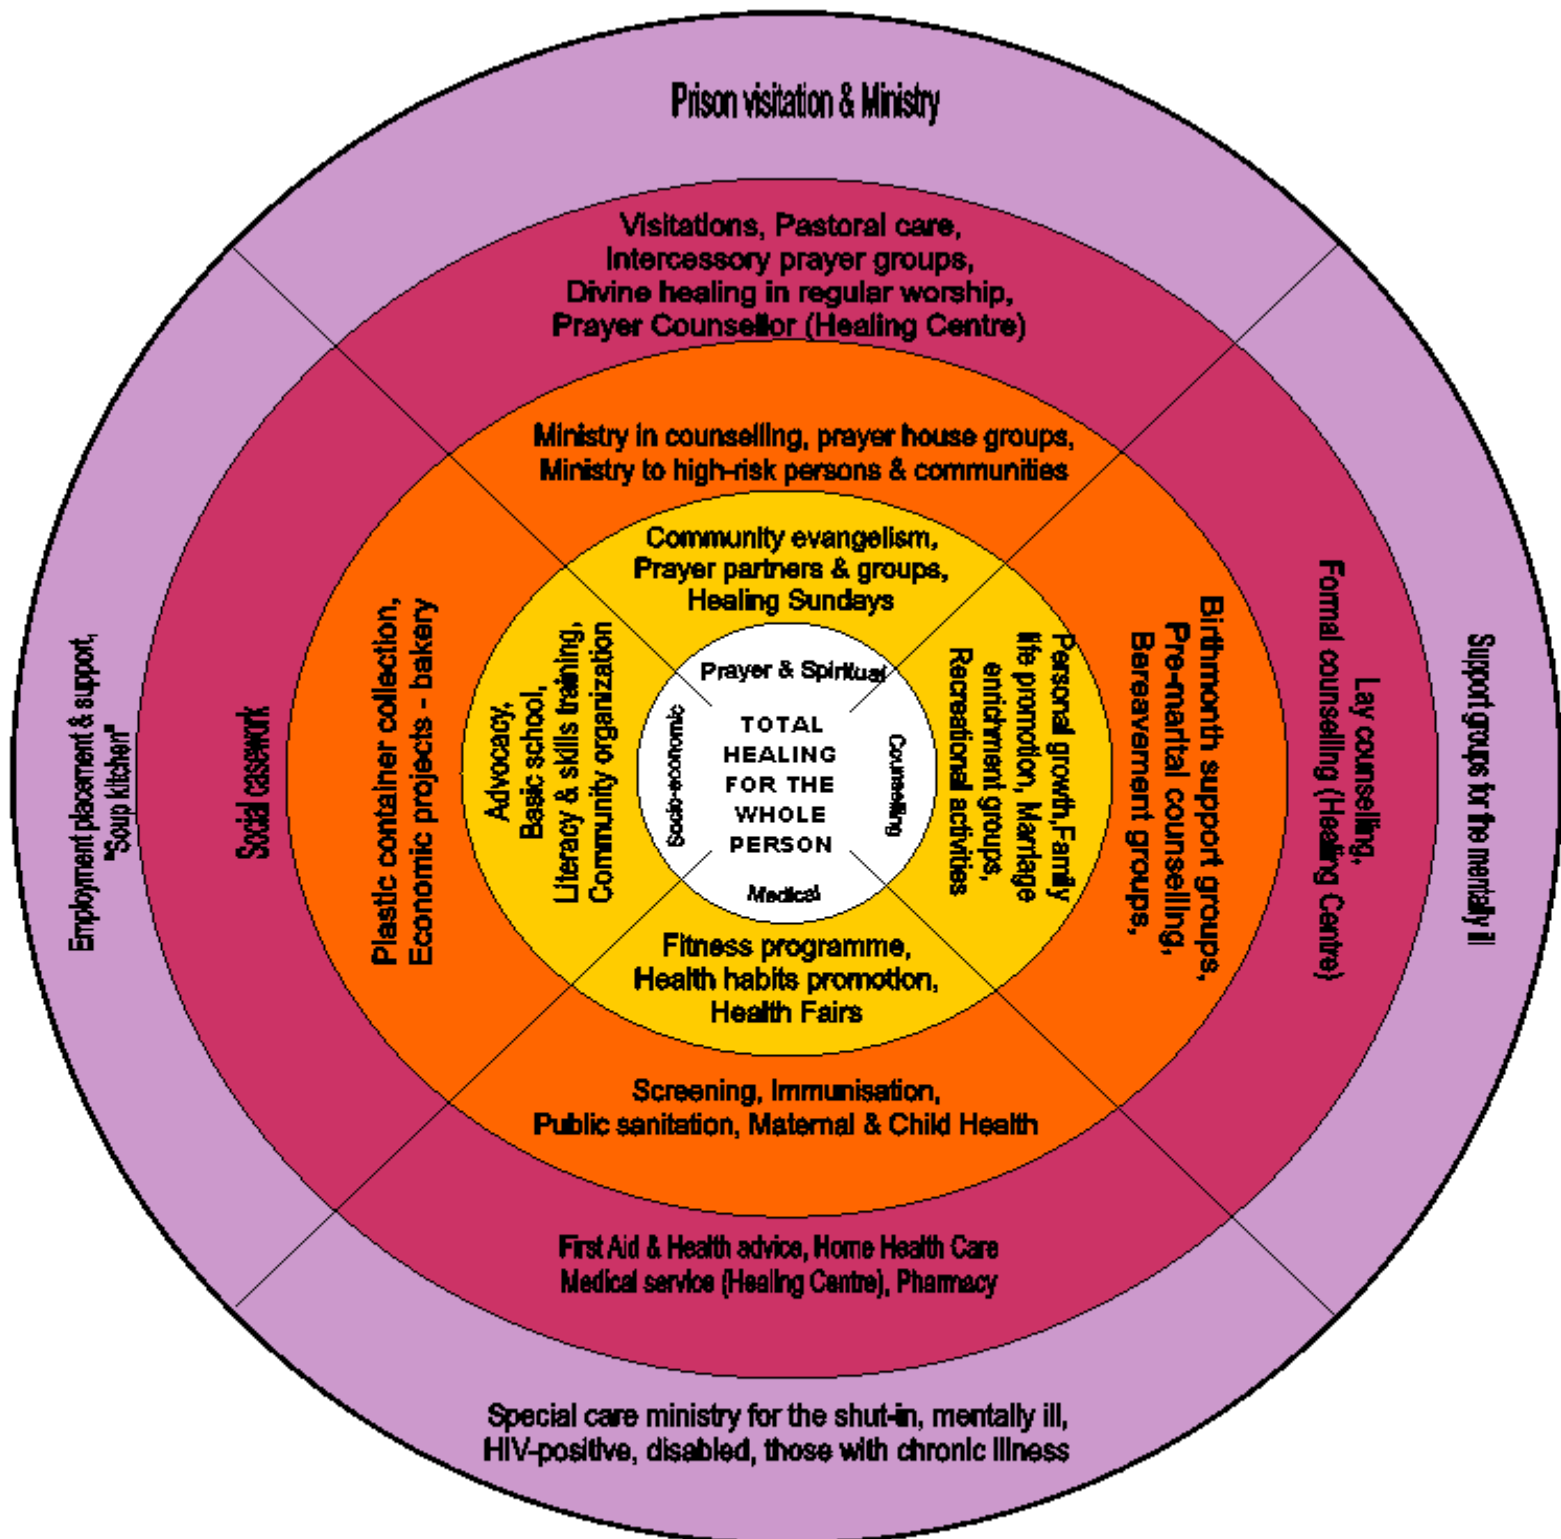 Prison visitation & Ministry
Visitations, Pastoral care,
Intercessory prayer groups,
Divine healing in regular worship,
Prayer Counsellor (Healing Centre)
Ministry in counselling, prayer house groups,
Ministry to high-risk persons & communities
Community evangelism,
Prayer partners & groups,
Healing Sundays
Prayer & Spiritual
Employment placement & support,
"Soup kitchen"
Social casework
Plastic container collection,
Economic projects - bakery
Advocacy,
Basic school,
Literacy & skills training,
Community organization
Socio-economic
TOTAL
HEALING
FOR THE
WHOLE
PERSON
Counselling
Personal growth,Family
life promotion, Marriage
enrichment groups,
Recreational activities
Birthmonth support groups,
Pre-marital counselling,
Bereavement groups,
Lay counselling,
Formal counselling (Healing Centre)
Support groups for the mentally ill
Medical
Fitness programme,
Health habits promotion,
Health Fairs
Screening, Immunisation,
Public sanitation, Maternal & Child Health
First Aid & Health advice, Home Health Care
Medical service (Healing Centre), Pharmacy
Special care ministry for the shut-in, mentally ill,
HIV-positive, disabled, those with chronic illness